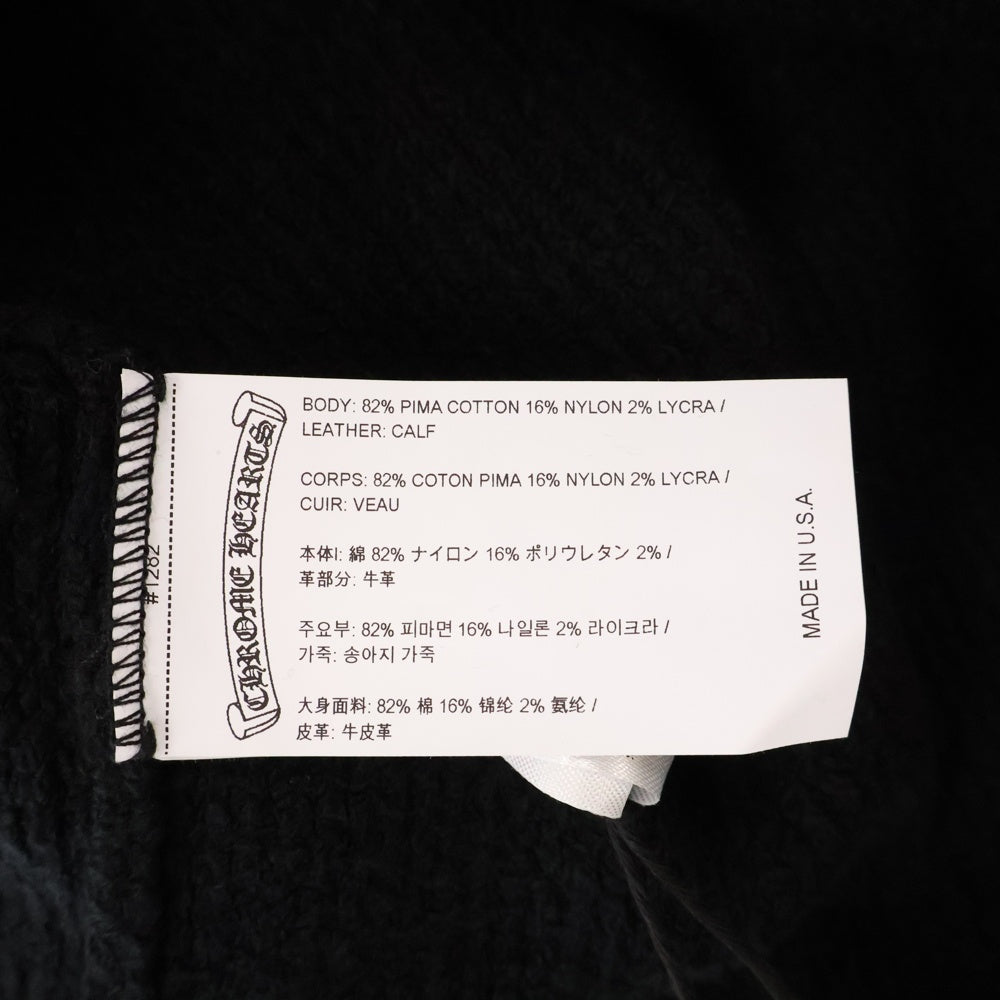 CHROME HEARTS
#1282
BODY: 82% PIMA COTTON 16% NYLON 2% LYCRA /
LEATHER: CALF
CORPS: 82% COTON PIMA 16% NYLON 2% LYCRA /
CUIR: VEAU
本体I: 綿 82% ナイロン 16% ポリウレタン 2% /
革部分: 牛革
주요부: 82% 피마면 16% 나일론 2% 라이크라 /
가죽: 송아지 가죽
大身面料: 82% 棉 16% 锦纶 2% 氨纶 /
皮革: 牛皮革
MADE IN U.S.A.